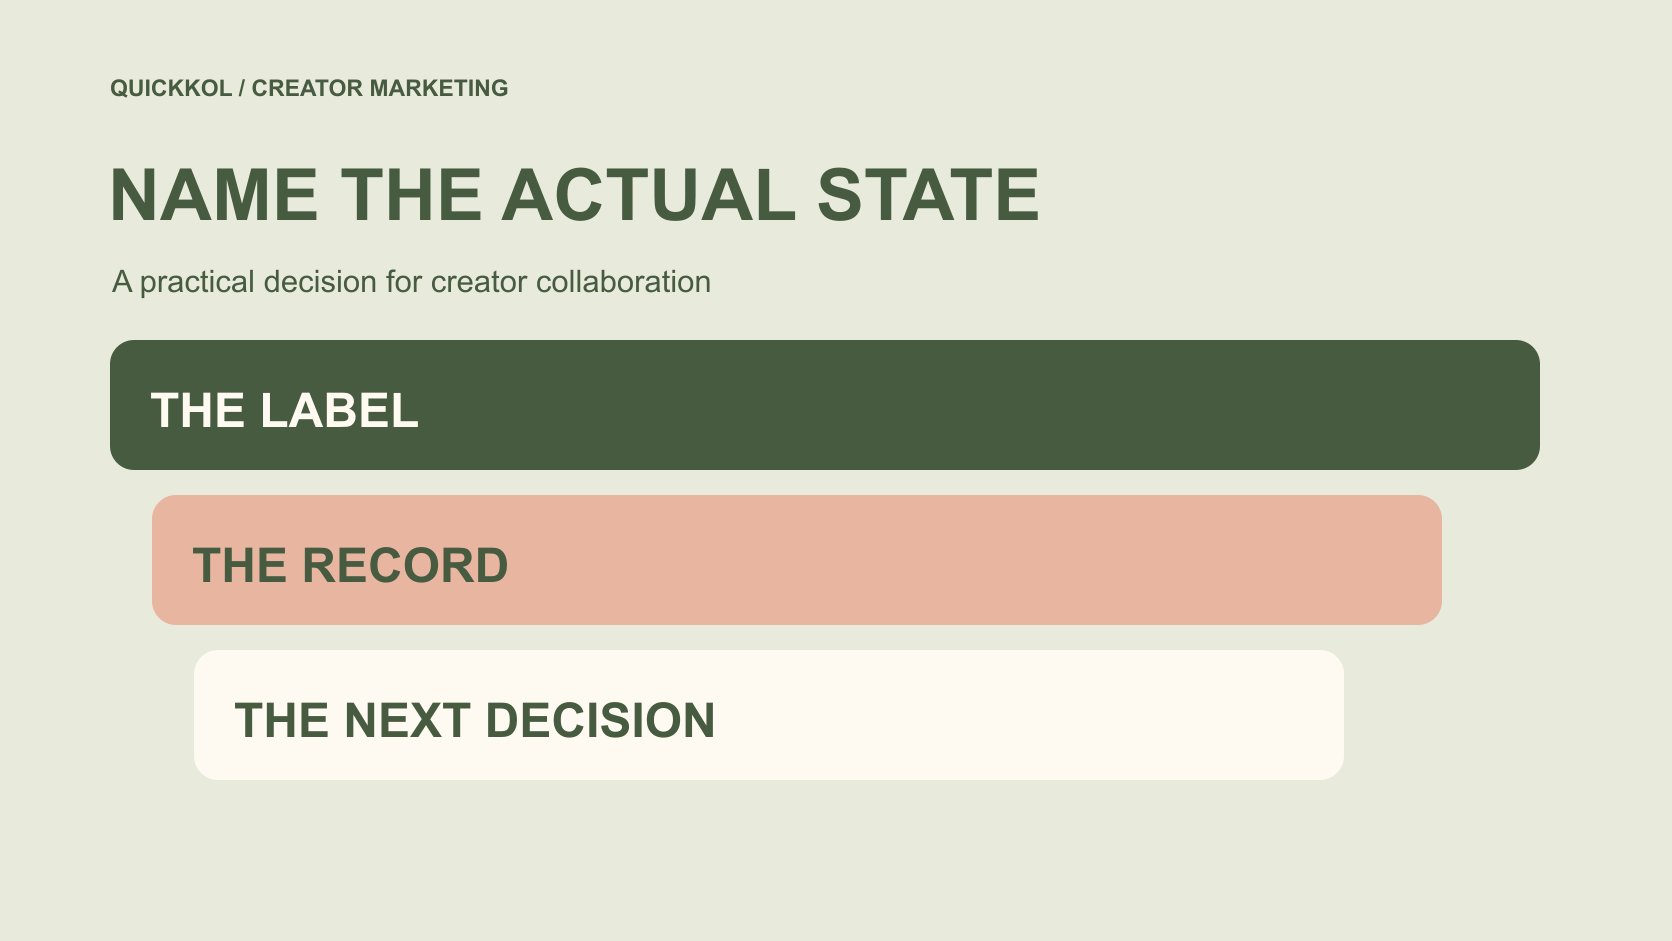 QUICKKOL / CREATOR MARKETING
NAME THE ACTUAL STATE
A practical decision for creator collaboration
THE LABEL
THE RECORD
THE NEXT DECISION